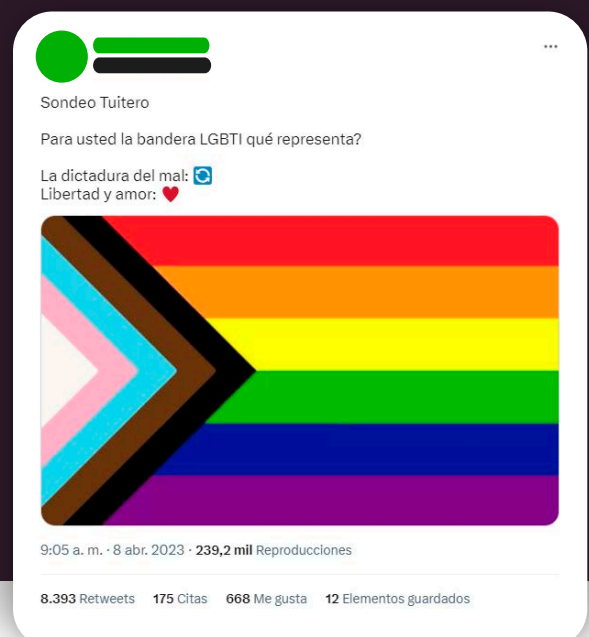 Sondeo Tuitero
Para usted la bandera LGBTI qué representa?
La dictadura del mal: 🔄
Libertad y amor: ♥
9:05 a. m. · 8 abr. 2023 · 239,2 mil Reproducciones
8.393 Retweets 175 Citas 668 Me gusta 12 Elementos guardados